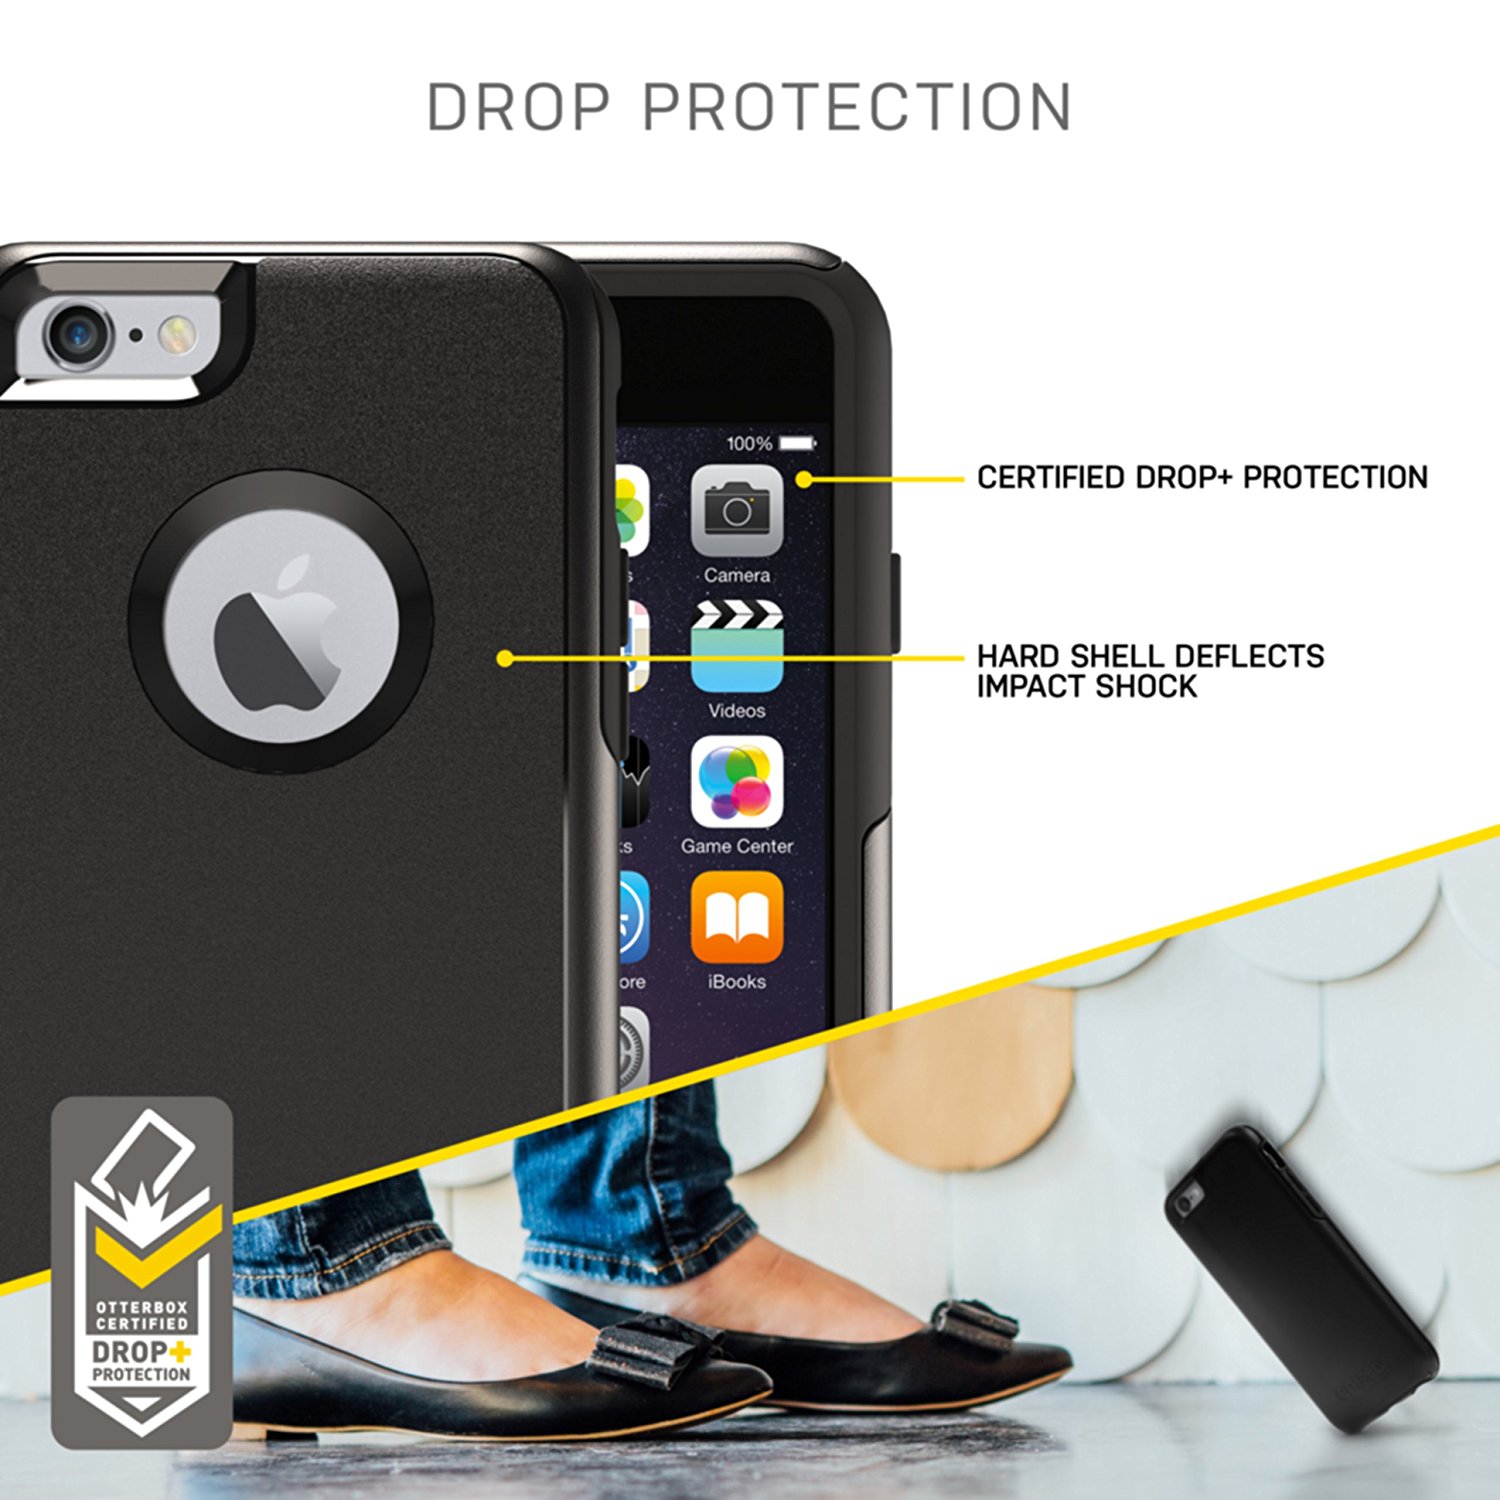 DROP PROTECTION
100%
CERTIFIED DROP+ PROTECTION
Camera
HARD SHELL DEFLECTS
IMPACT SHOCK
Videos
Game Center
ore
iBooks
OTTERBOX
CERTIFIED
DROP+
PROTECTION